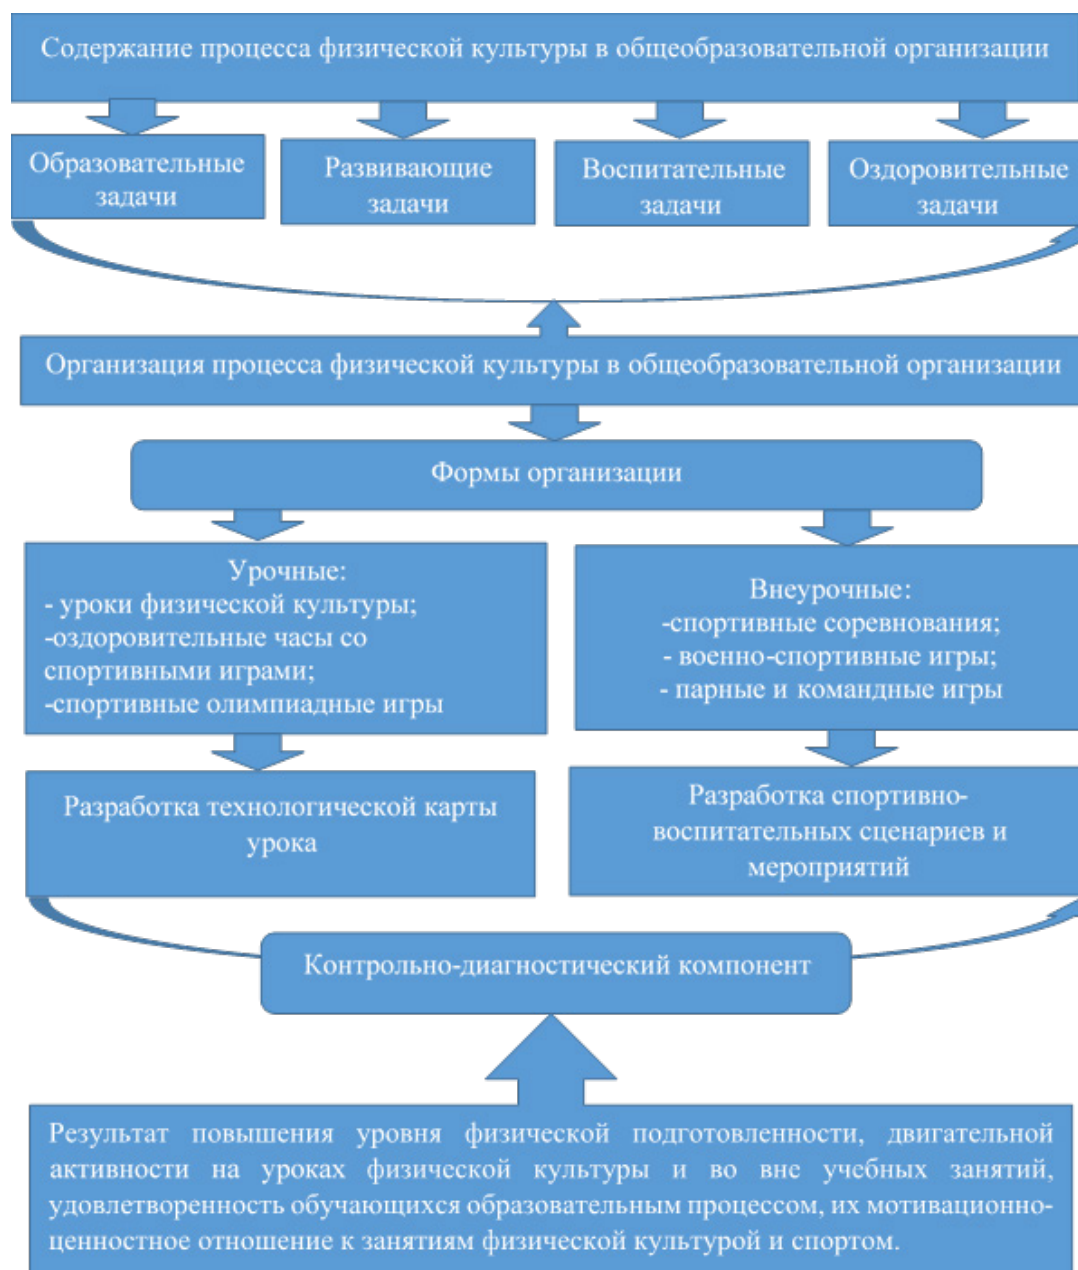 Содержание процесса физической культуры в общеобразовательной организации
Образовательные
задачи
Развивающие
задачи
Воспитательные
задачи
Оздоровительные
задачи
Организация процесса физической культуры в общеобразовательной организации
Формы организации
Урочные:
- уроки физической культуры;
-оздоровительные часы со
спортивными играми;
-спортивные олимпиадные игры
Внеурочные:
-спортивные соревнования;
- военно-спортивные игры;
- парные и командные игры
Разработка технологической карты
урока
Разработка спортивно-
воспитательных сценариев и
мероприятий
Контрольно-диагностический компонент
Результат повышения уровня физической подготовленности, двигательной
активности на уроках физической культуры и во вне учебных занятий,
удовлетворенность обучающихся образовательным процессом, их мотивационно-
ценностное отношение к занятиям физической культурой и спортом.